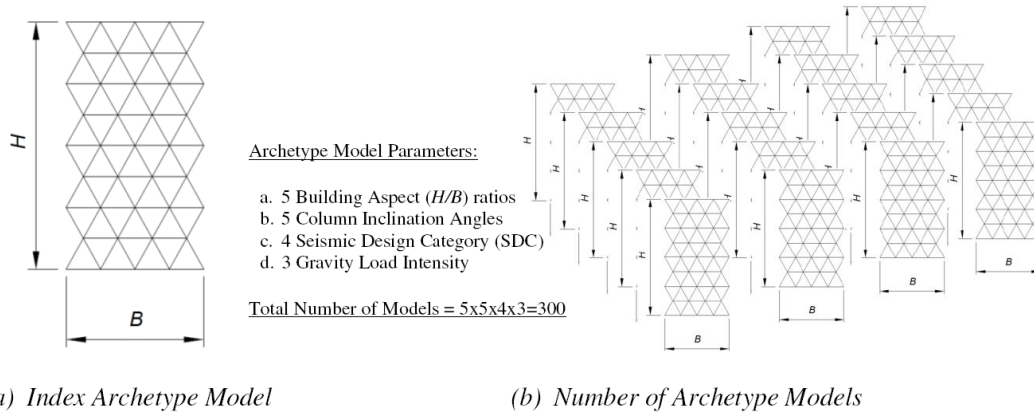 H
B
Archetype Model Parameters:
a. 5 Building Aspect (H/B) ratios
b. 5 Column Inclination Angles
c. 4 Seismic Design Category (SDC)
d. 3 Gravity Load Intensity
Total Number of Models = 5x5x4x3=300
H
H
H
H
H
B
H
H
H
H
B
H
H
H
B
H
B
) Index Archetype Model
(b) Number of Archetype Models